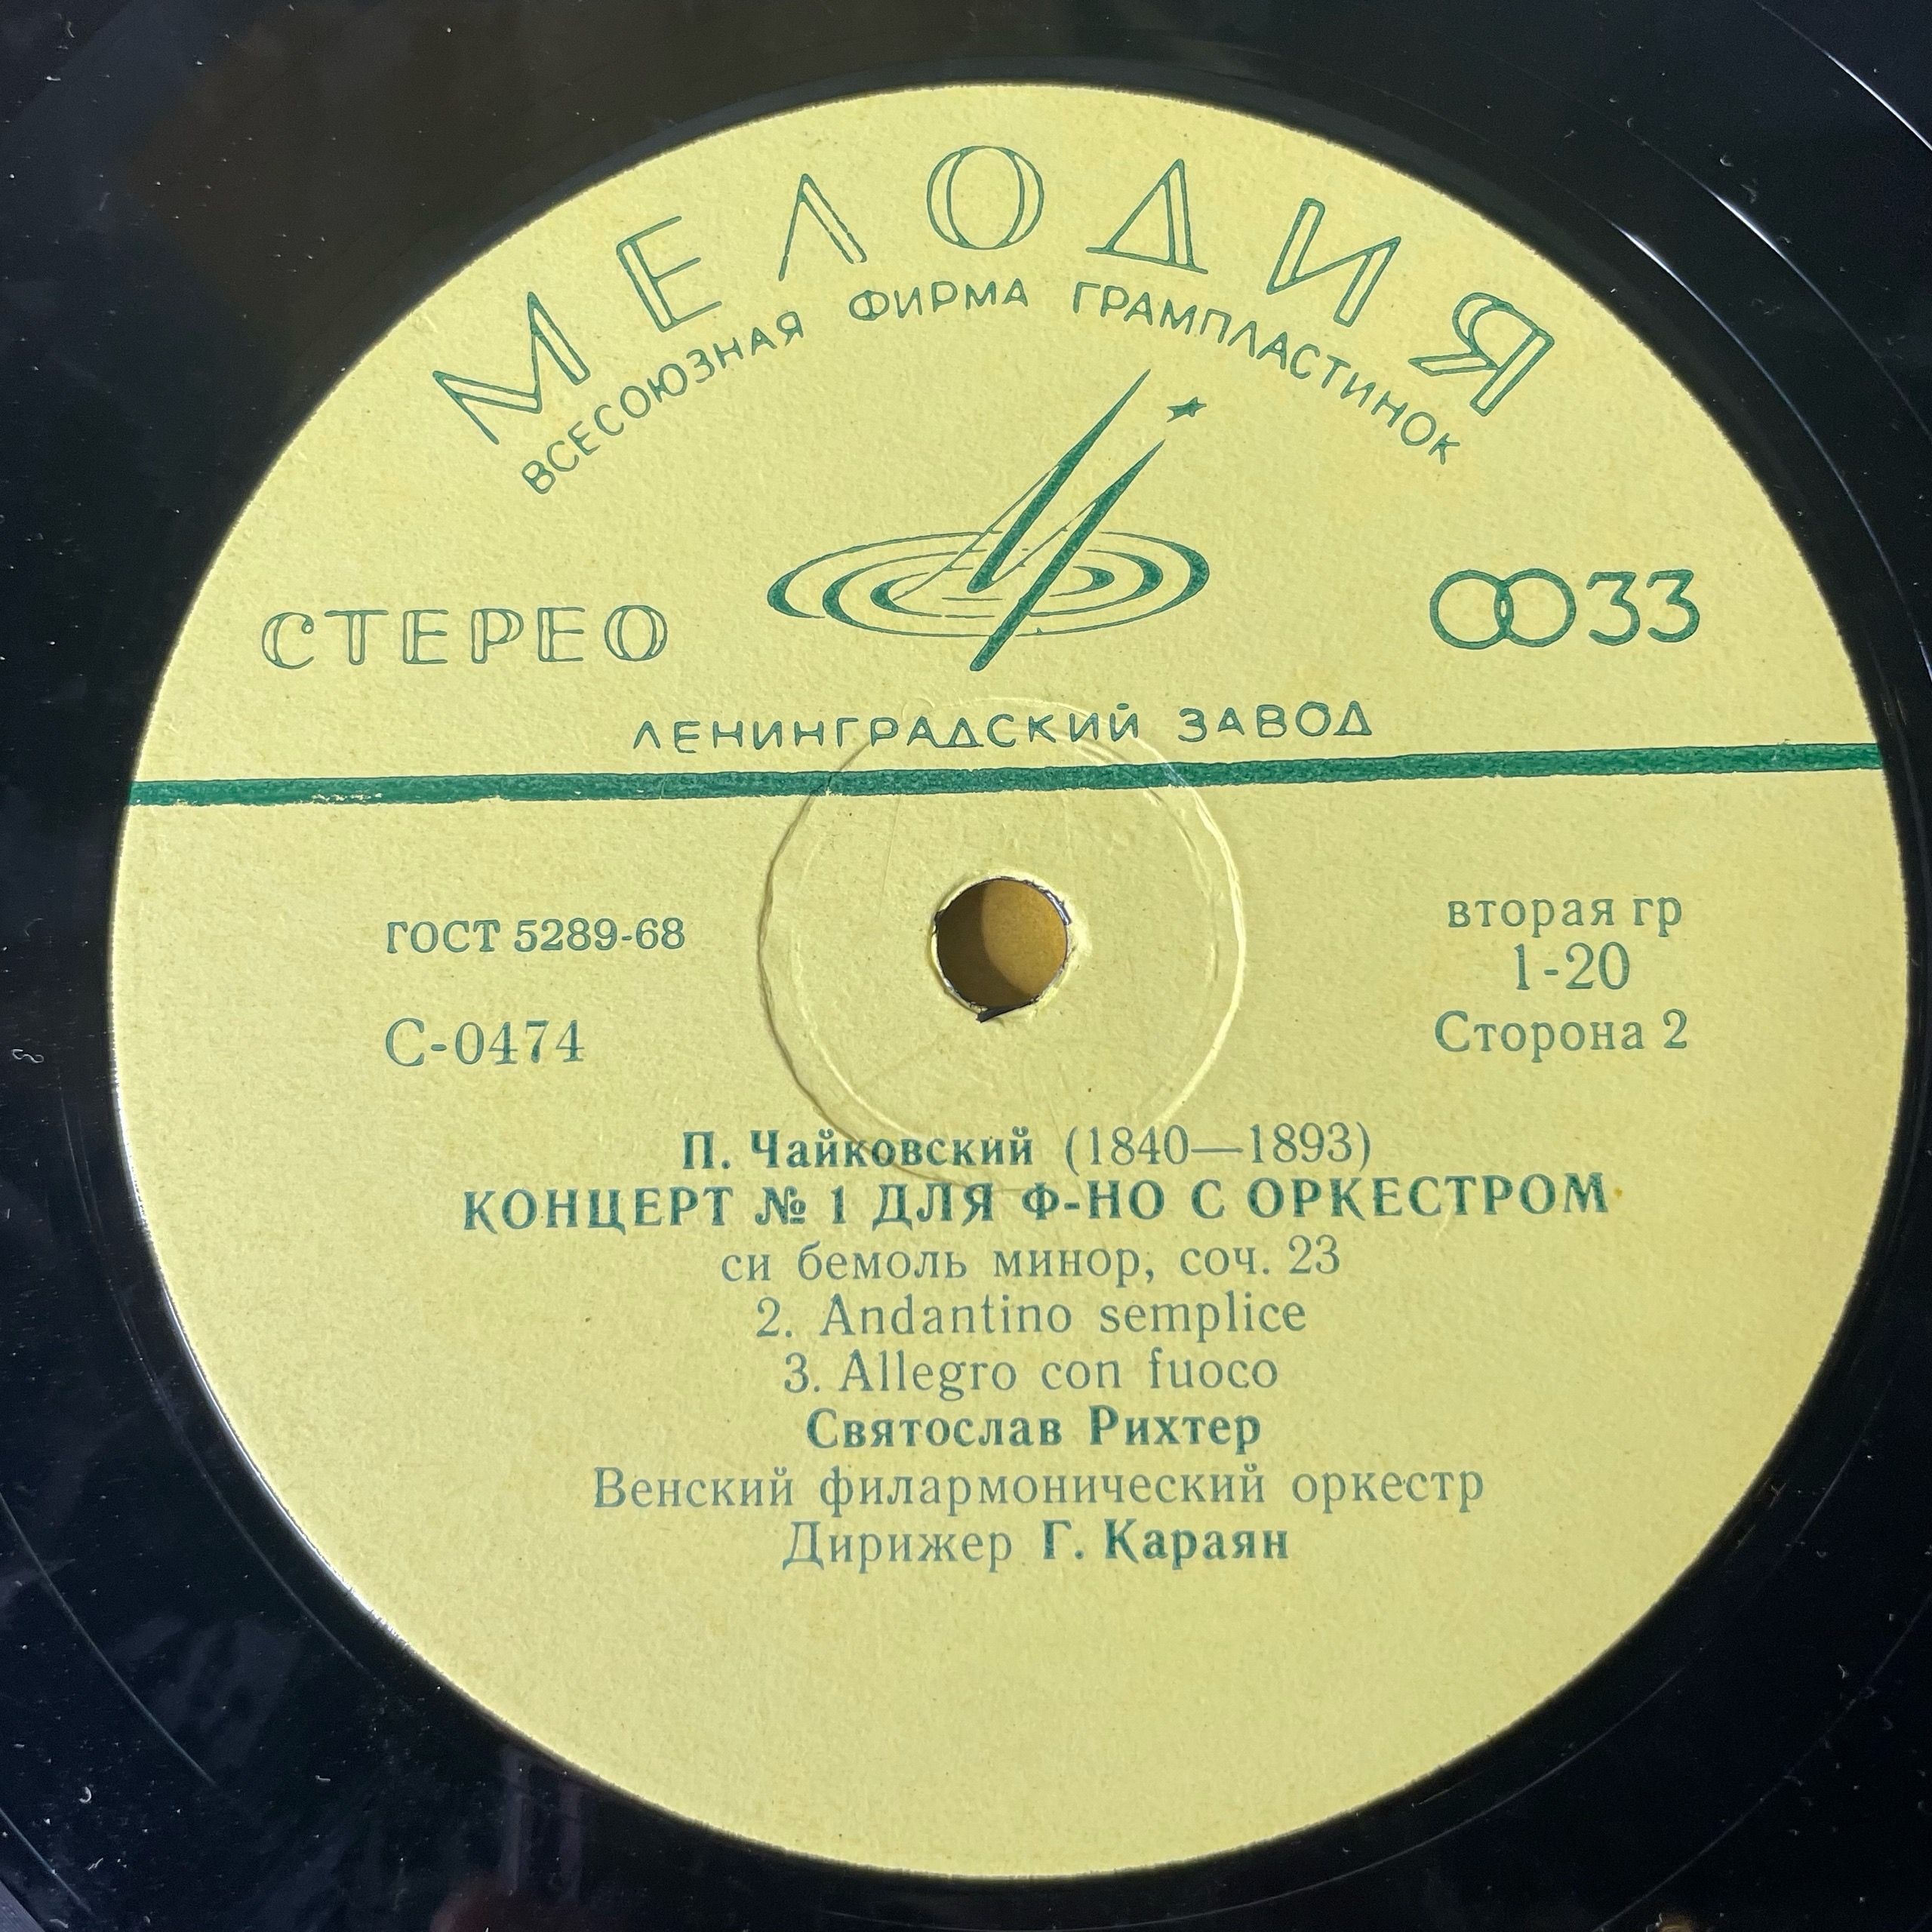 МЕЛОДИЯ
ВСЕСОЮЗНАЯ ФИРМА ГРАМПЛАСТИНОК
СТЕРЕО
33
ЛЕНИНГРАДСКИЙ ЗАВОД
ГОСТ 5289-68
вторая гр
1-20
С-0474
Сторона 2
П. Чайковский (1840—1893)
КОНЦЕРТ № 1 ДЛЯ Ф-НО С ОРКЕСТРОМ
си бемоль минор, соч. 23
2. Andantino semplice
3. Allegro con fuoco
Святослав Рихтер
Венский филармонический оркестр
Дирижер Г. Караян